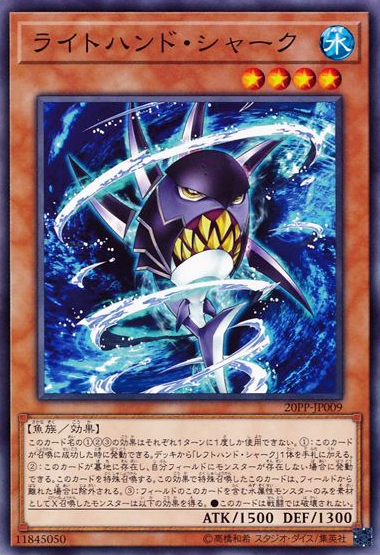 ライトハンド・シャーク
水
20PP-JP009
[魚族／効果]
このカード名の①②③の効果はそれぞれ1ターンに1度しか使用できない。①：このカー
ドが召喚に成功した時に発動できる。デッキから「レフトハンド・シャーク」1体を手札に加える。
②：このカードが墓地に存在し、自分フィールドにモンスターが存在しない場合に発動
できる。このカードを特殊召喚する。この効果で特殊召喚したこのカードは、フィールドから
離れた場合に除外される。③：フィールドのこのカードを含む水属性モンスターのみを素材
としてX召喚したモンスターは以下の効果を得る。●このカードは戦闘では破壊されない。
ATK/1500 DEF/1300
11845050
©高橋和希 スタジオ・ダイス/集英社